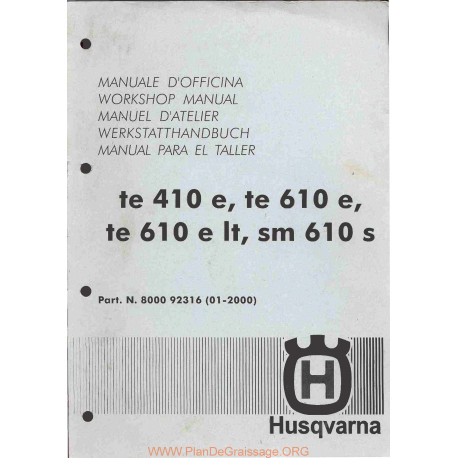 MANUALE D'OFFICINA
WORKSHOP MANUAL
MANUEL D'ATELIER
WERKSTATTHANDBUCH
MANUAL PARA EL TALLER
te 410 e, te 610 e,
te 610 e lt, sm 610 s
Part. N. 8000 92316 (01-2000)
H
Husqvarna
www.PlanDeGraissage.ORG